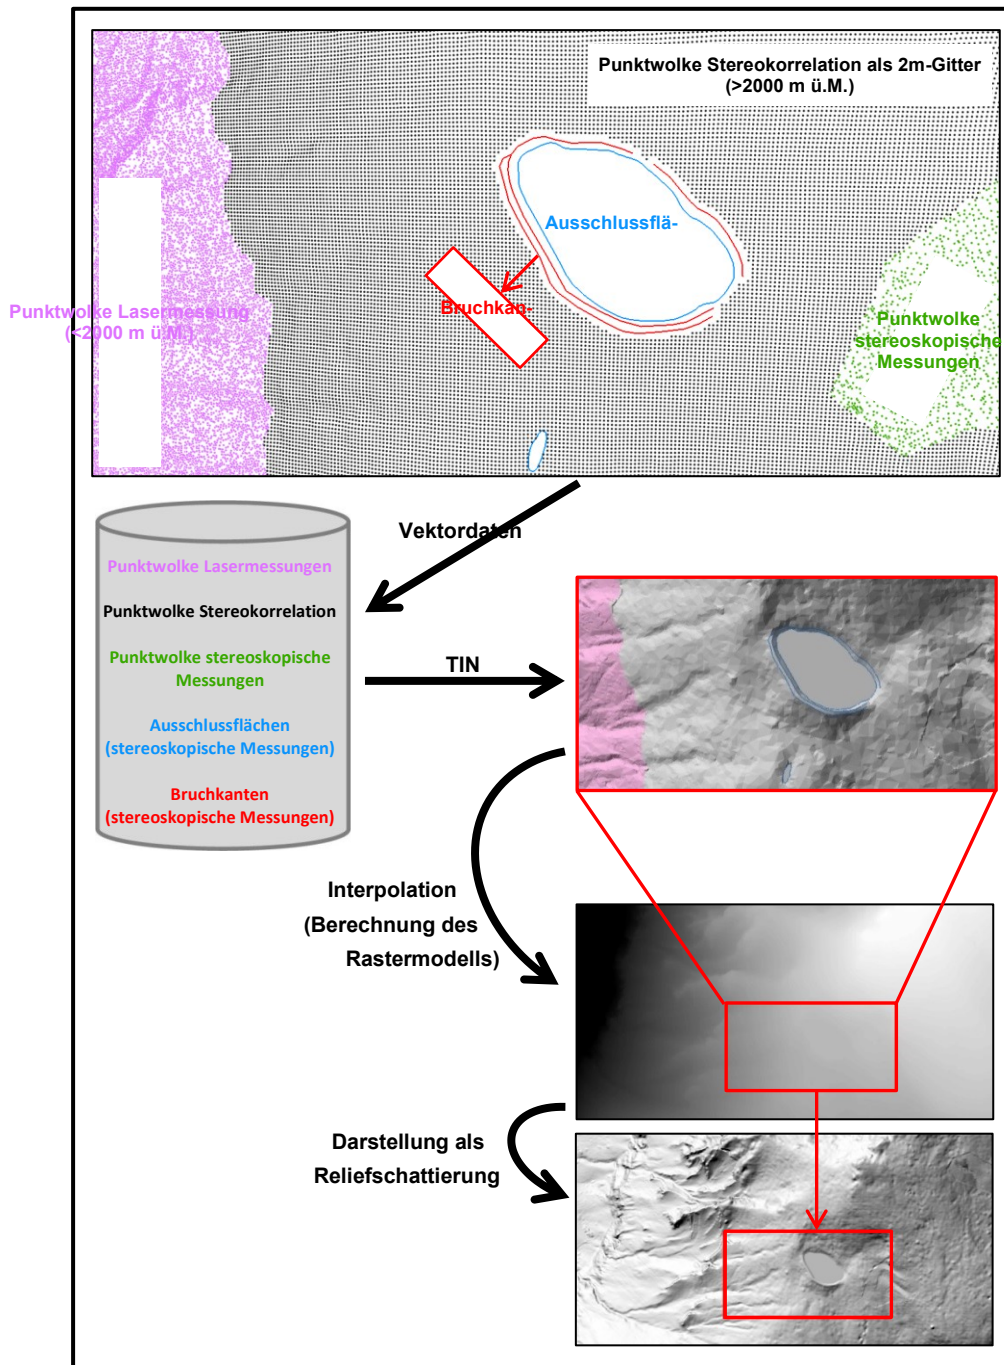 Punktwolke Stereokorrelation als 2m-Gitter
(>2000 m ü.M.)
Ausschlussflä-
Bruchkan-
Punktwolke Lasermessung
(<2000 m ü.M.)
Punktwolke
stereoskopische
Messungen
Vektordaten
Punktwolke Lasermessungen
Punktwolke Stereokorrelation
Punktwolke stereoskopische
Messungen
Ausschlussflächen
(stereoskopische Messungen)
Bruchkanten
(stereoskopische Messungen)
TIN
Interpolation
(Berechnung des
Rastermodells)
Darstellung als
Reliefschattierung